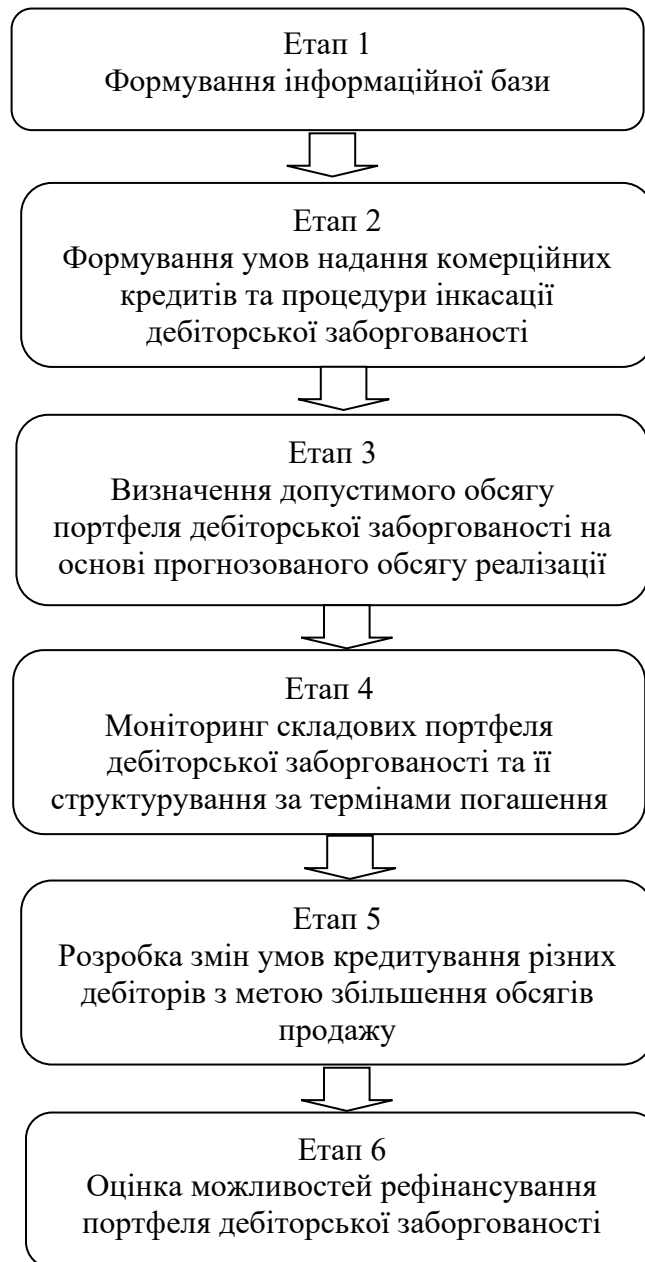 Етап 1
Формування інформаційної бази
Етап 2
Формування умов надання комерційних
кредитів та процедури інкасації
дебіторської заборгованості
Етап 3
Визначення допустимого обсягу
портфеля дебіторської заборгованості на
основі прогнозованого обсягу реалізації
Етап 4
Моніторинг складових портфеля
дебіторської заборгованості та її
структурування за термінами погашення
Етап 5
Розробка змін умов кредитування різних
дебіторів з метою збільшення обсягів
продажу
Етап 6
Оцінка можливостей рефінансування
портфеля дебіторської заборгованості